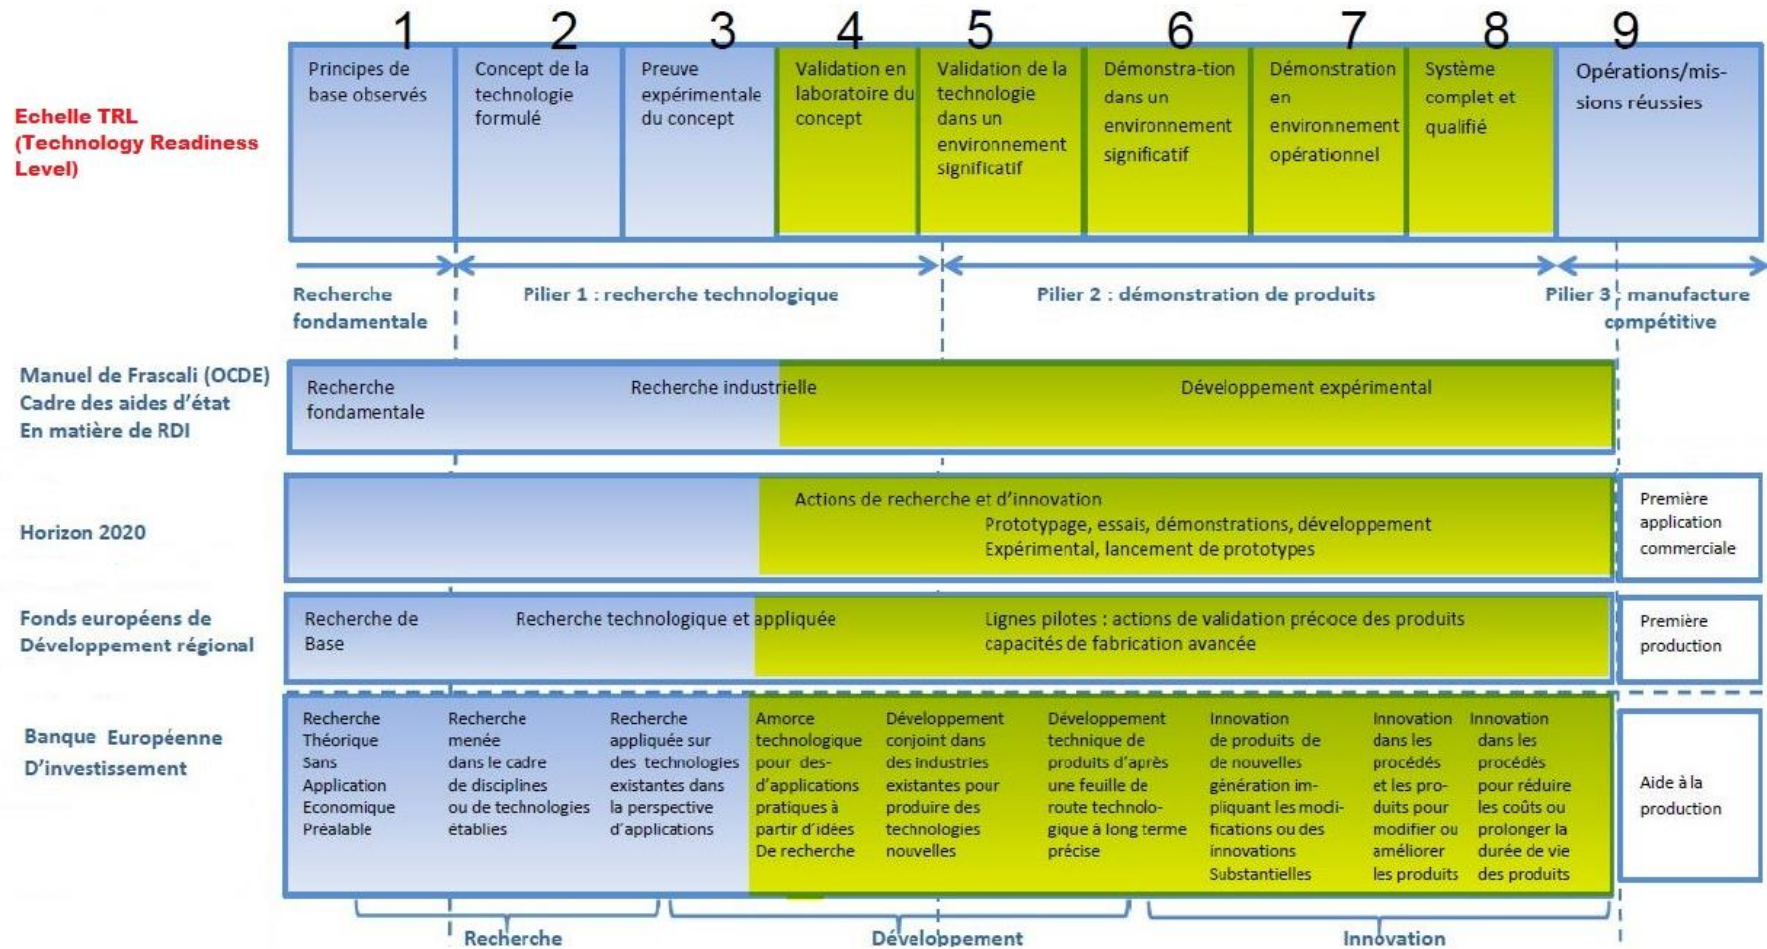 1 2 3 4 5 6 7 8 9
Echelle TRL
(Technology Readiness
Level)
Principes de
base observés
Concept de la
technologie
formulé
Preuve
expérimentale
du concept
Validation en
laboratoire du
concept
Validation de la
technologie
dans un
environnement
significatif
Démonstra-tion
dans un
environnement
significatif
Démonstration
en
environnement
opérationnel
Système
complet et
qualifié
Opérations/mis-
sions réussies
Recherche
fondamentale
Pilier 1 : recherche technologique
Pilier 2 : démonstration de produits
Pilier 3 : manufacture
compétitive
Manuel de Frascali (OCDE)
Cadre des aides d'état
En matière de RDI
Recherche
fondamentale
Recherche industrielle
Développement expérimental
Horizon 2020
Actions de recherche et d'innovation
Prototypage, essais, démonstrations, développement
Expérimental, lancement de prototypes
Première
application
commerciale
Fonds européens de
Développement régional
Recherche de
Base
Recherche technologique et appliquée
Lignes pilotes : actions de validation précoce des produits
capacités de fabrication avancée
Première
production
Banque Européenne
D'investissement
Recherche
Théorique
Sans
Application
Economique
Préalable
Recherche
menée
dans le cadre
de disciplines
ou de technologies
établies
Recherche
appliquée sur
des technologies
existantes dans
la perspective
d'applications
Amorce
technologique
pour des-
d'applications
pratiques à
partir d'idées
De recherche
Développement
conjoint dans
des industries
existantes pour
produire des
technologies
nouvelles
Développement
technique de
produits d'après
une feuille de
route technolo-
gique à long terme
précise
Innovation
de produits de
de nouvelles
génération im-
pliquant les modi-
fications ou des
innovations
Substantielles
Innovation
dans les
procédés
et les pro-
duits pour
modifier ou
améliorer
les produits
Innovation
dans les
procédés
pour réduire
les coûts ou
prolonger la
durée de vie
des produits
Aide à la
production
Recherche
Développement
Innovation